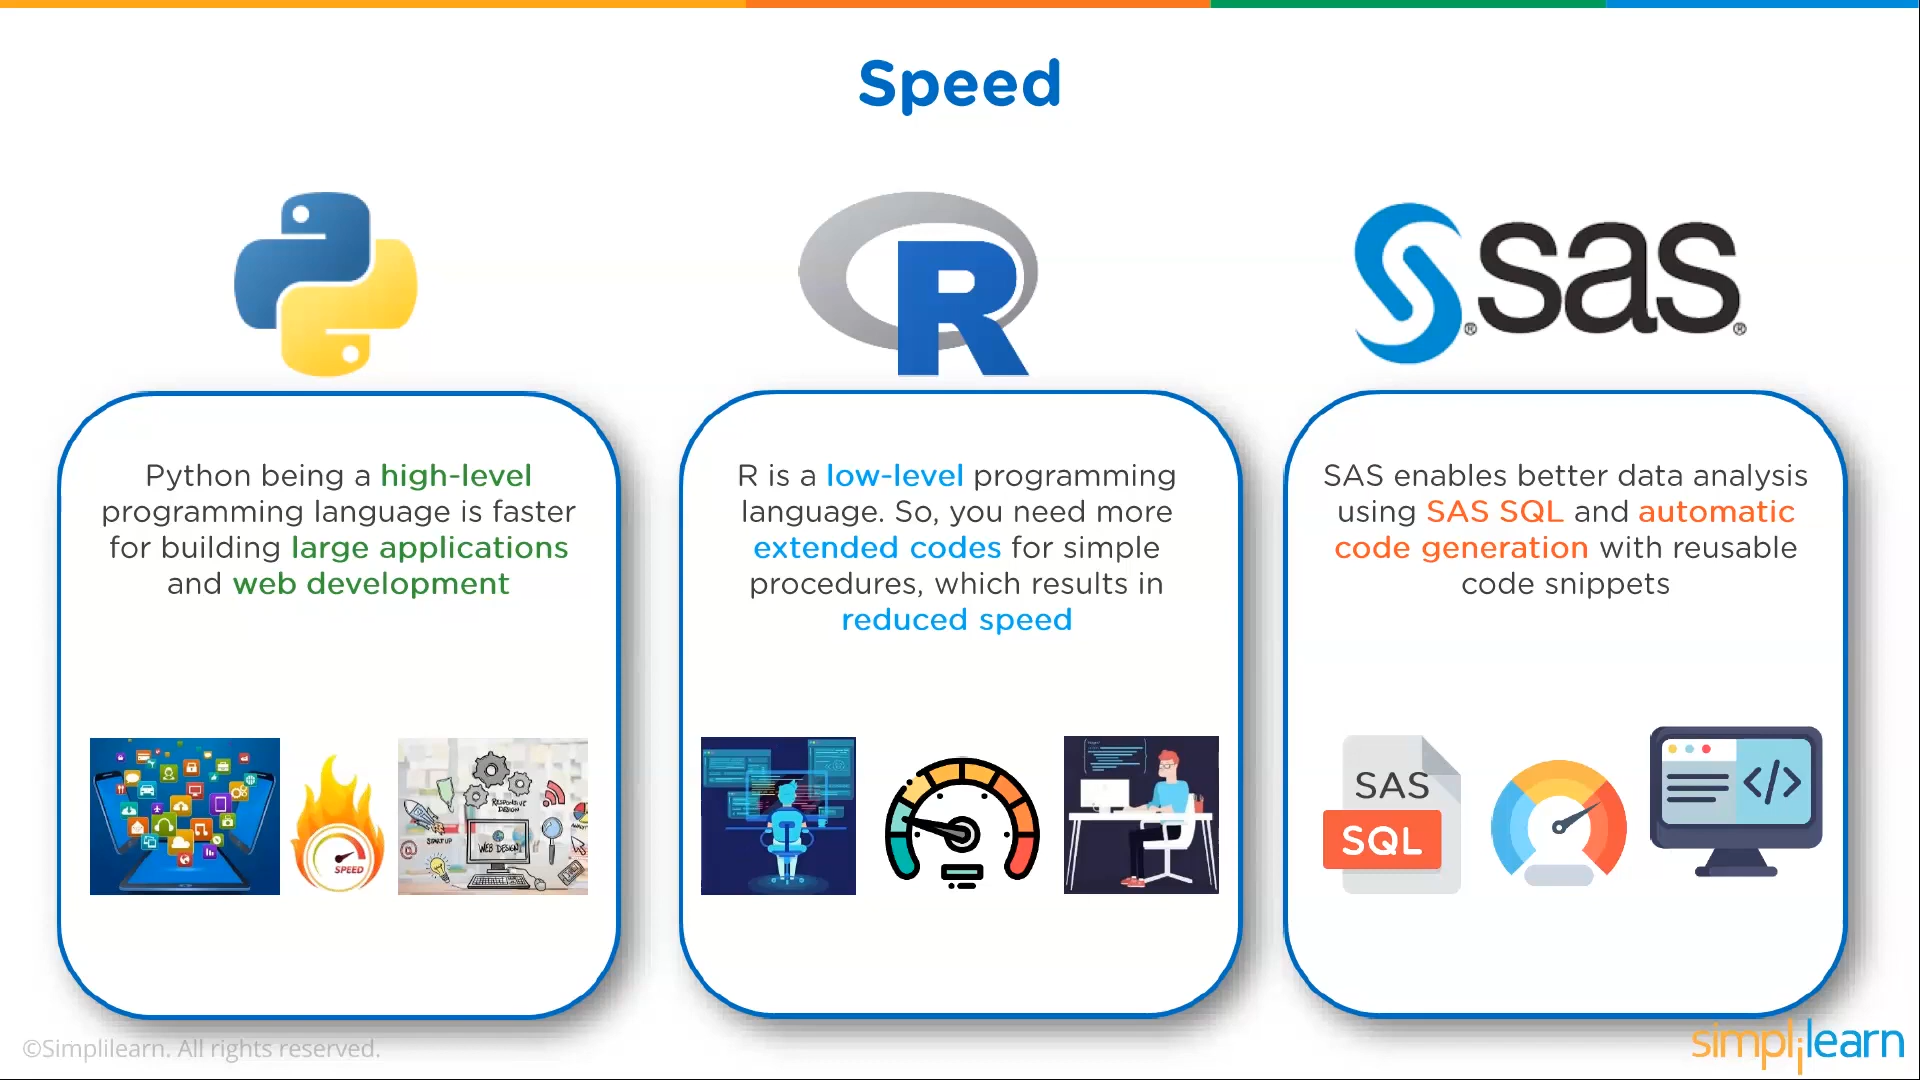 Speed
R
® sas ®
Python being a high-level
programming language is faster
for building large applications
and web development
R is a low-level programming
language. So, you need more
extended codes for simple
procedures, which results in
reduced speed
SAS enables better data analysis
using SAS SQL and automatic
code generation with reusable
code snippets
SPEED
RESPONSIVE
DESIGN
STARTUP
WEB DESIGN
SAS
SQL
</>
©Simplilearn. All rights reserved.
simplilearn